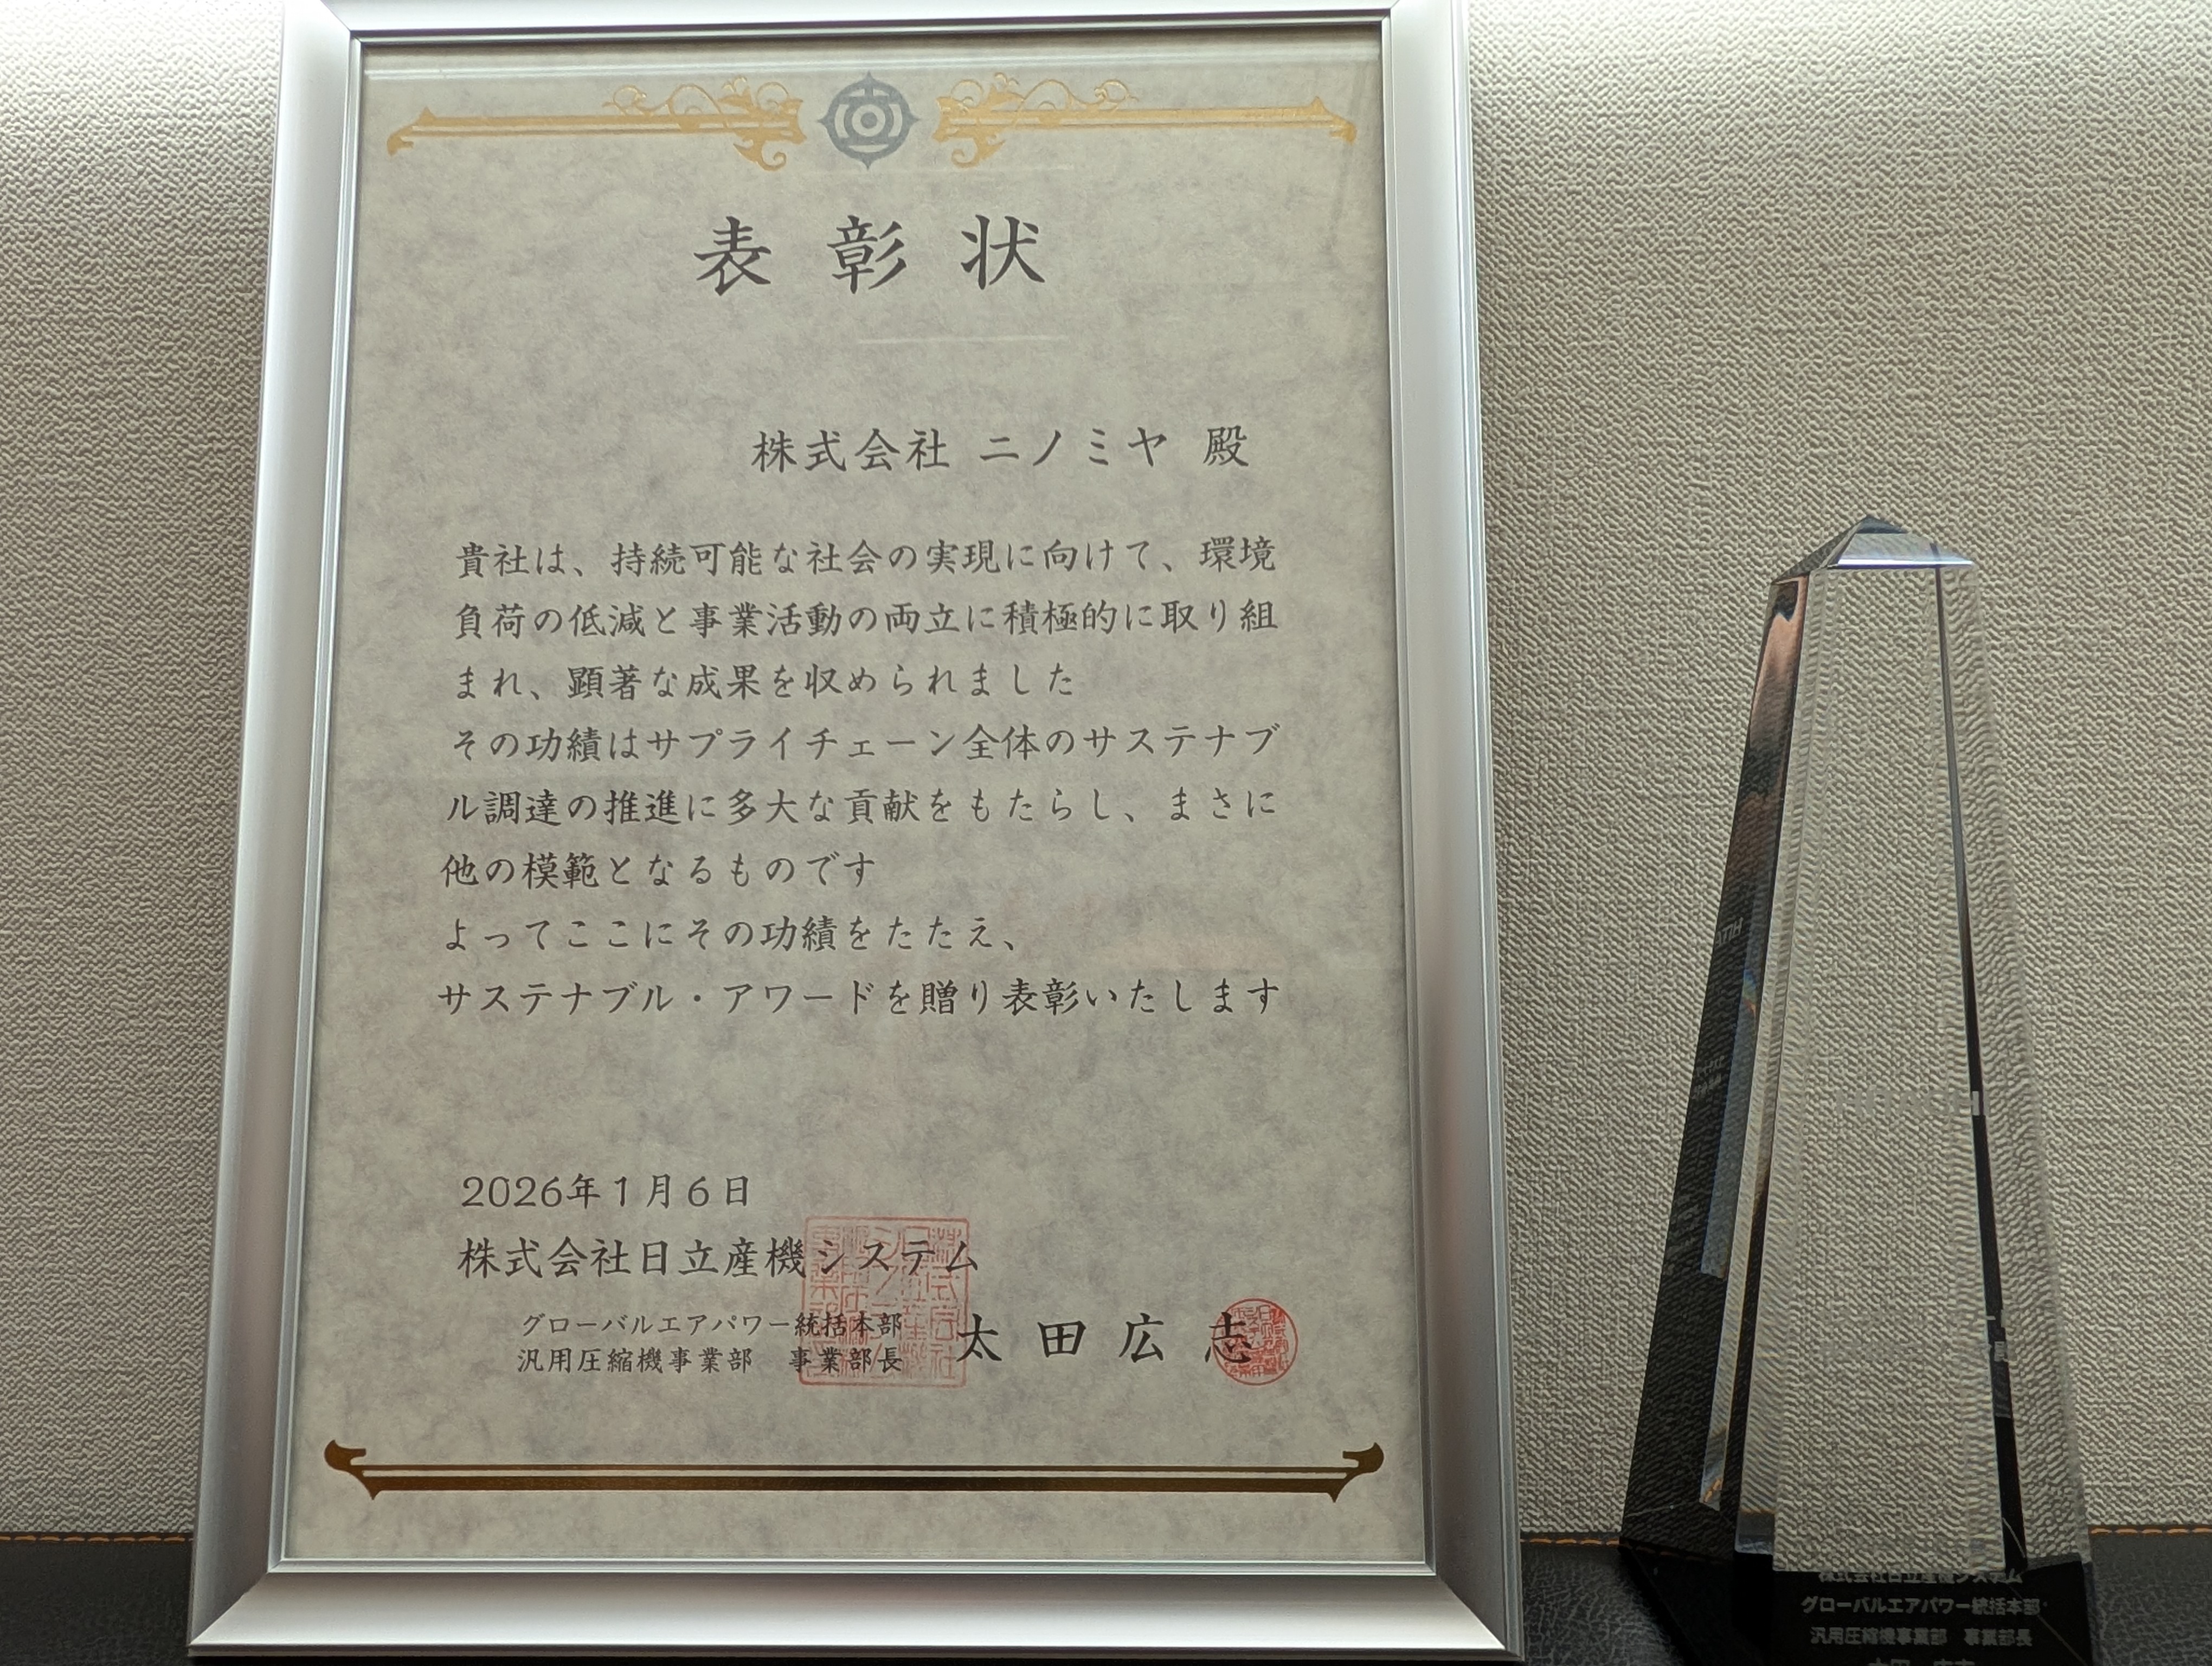 表彰状
株式会社 ニノミヤ 殿
貴社は、持続可能な社会の実現に向けて、環境
負荷の低減と事業活動の両立に積極的に取り組
まれ、顕著な成果を収められました
その功績はサプライチェーン全体のサステナブ
ル調達の推進に多大な貢献をもたらし、まさに
他の模範となるものです
よってここにその功績をたたえ、
サステナブル・アワードを贈り表彰いたします
2026年1月6日
株式会社日立産機システム
グローバルエアパワー統括本部
汎用圧縮機事業部 事業部長 太田広志
株式会社日立産機システム
グローバルエアパワー統括本部
汎用圧縮機事業部 事業部長